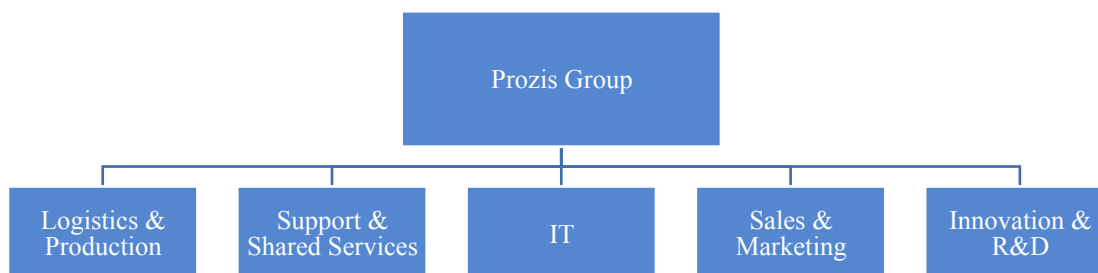 Prozis Group
Logistics &
Production
Support &
Shared Services
IT
Sales &
Marketing
Innovation &
R&D